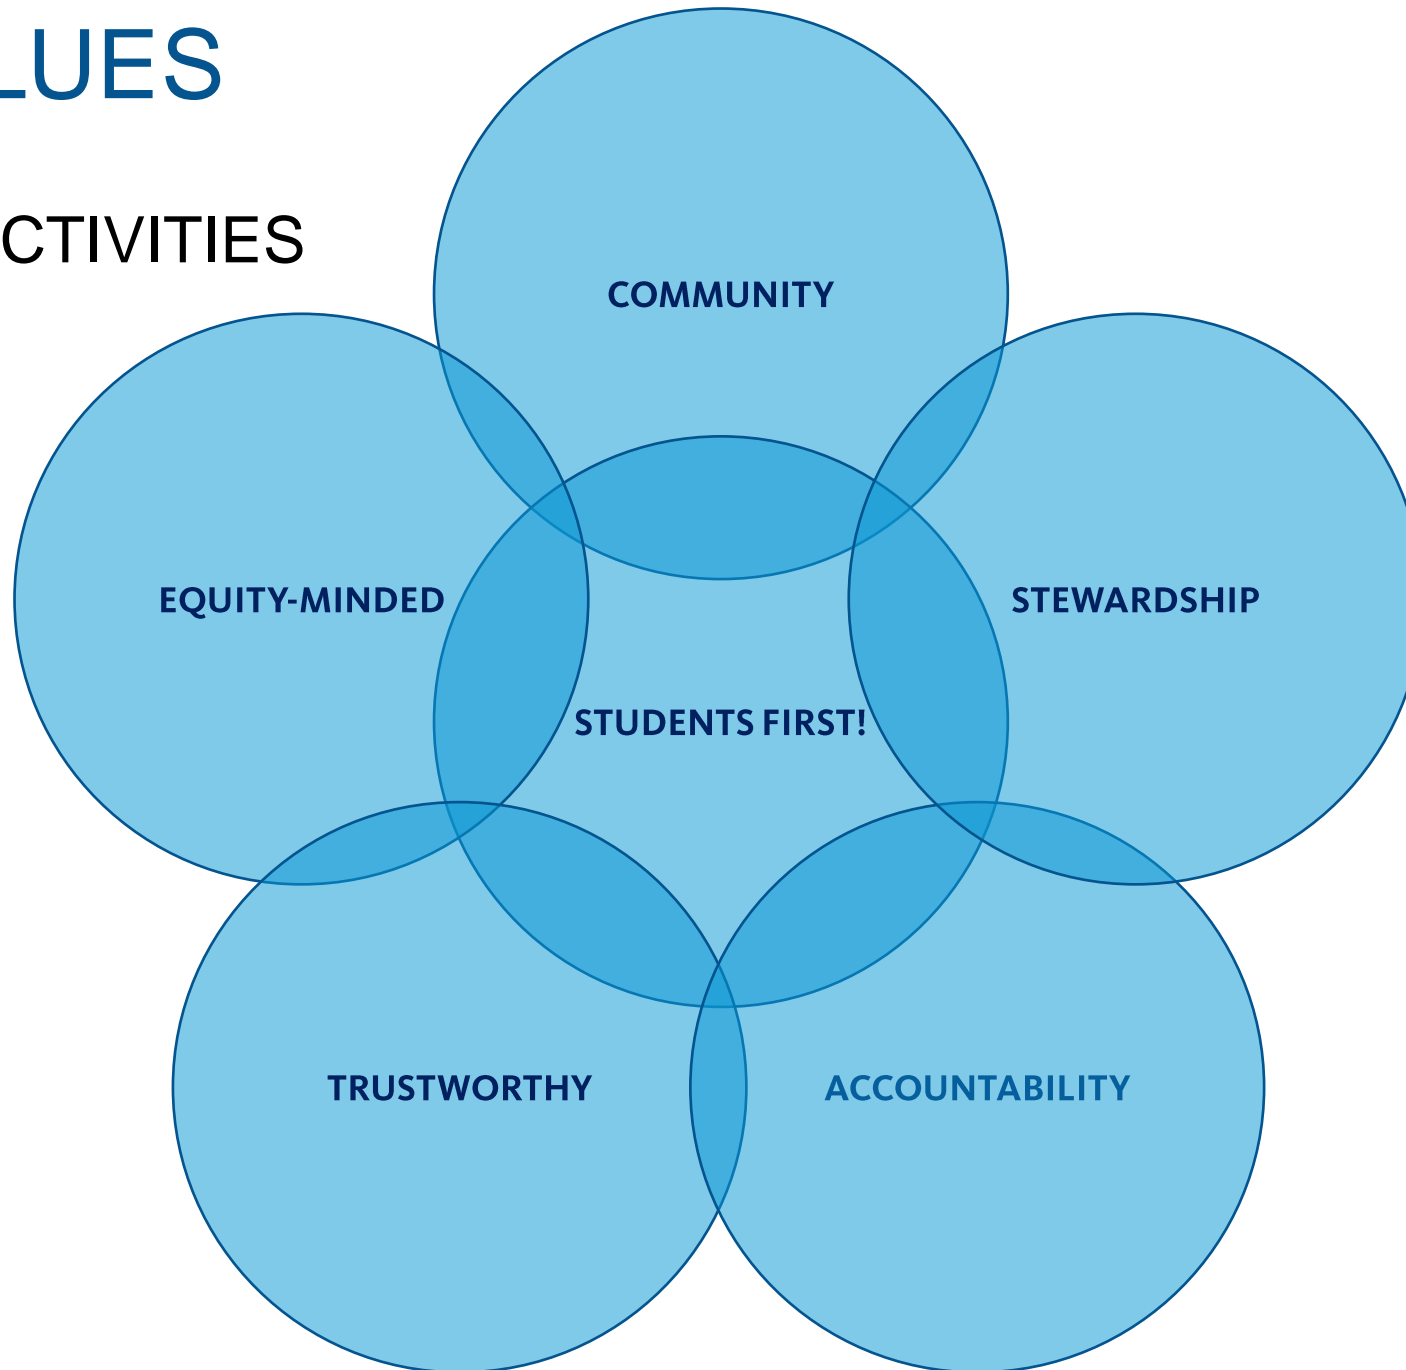 LUES
CTIVITIES
COMMUNITY
EQUITY-MINDED
STEWARDSHIP
STUDENTS FIRST!
TRUSTWORTHY
ACCOUNTABILITY